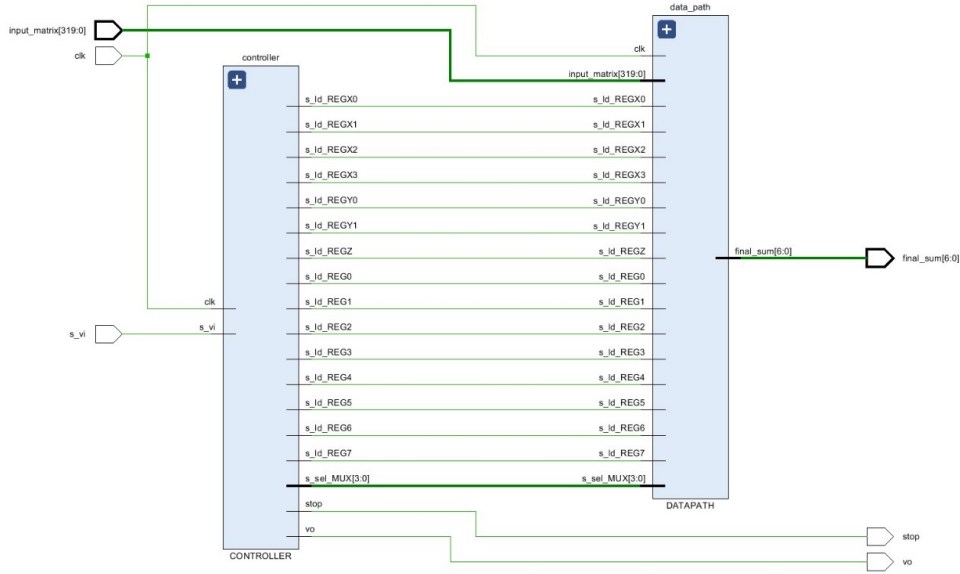 data_path
input_matrix[319:0]
clk
clk
controller
input_matrix[319:0]
s_ld_REGX0
s_ld_REGX0
s_ld_REGX1
s_ld_REGX1
s_ld_REGX2
s_ld_REGX2
s_ld_REGX3
s_ld_REGX3
s_ld_REGY0
s_ld_REGY0
s_ld_REGY1
s_ld_REGY1
s_ld_REGZ
s_ld_REGZ
final_sum[6:0]
final_sum[6:0]
s_ld_REG0
s_ld_REG0
clk
s_ld_REG1
s_ld_REG1
s_vi
s_vi
s_ld_REG2
s_ld_REG2
s_ld_REG3
s_ld_REG3
s_ld_REG4
s_ld_REG4
s_ld_REG5
s_ld_REG5
s_ld_REG6
s_ld_REG6
s_ld_REG7
s_ld_REG7
s_sel_MUX[3:0]
s_sel_MUX[3:0]
stop
DATAPATH
vo
stop
CONTROLLER
vo